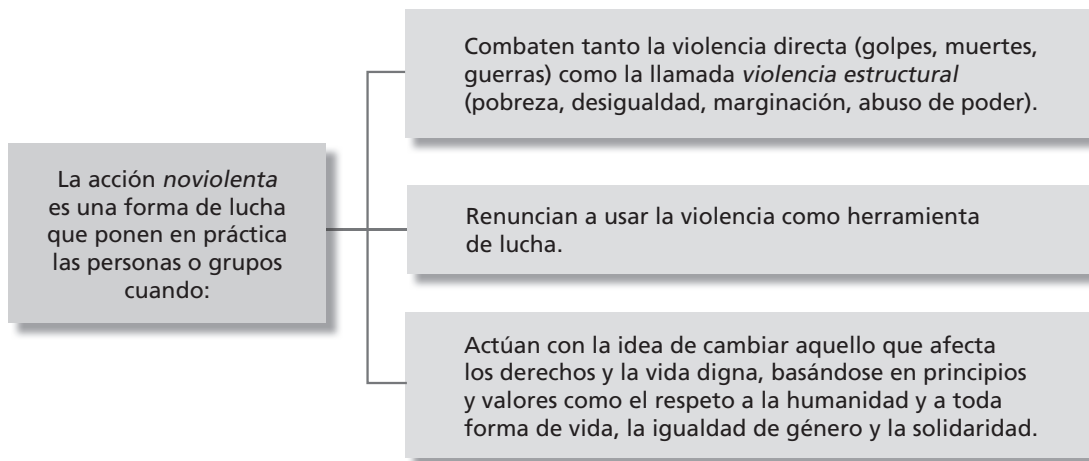 La acción noviolenta
es una forma de lucha
que ponen en práctica
las personas o grupos
cuando:
Combaten tanto la violencia directa (golpes, muertes,
guerras) como la llamada violencia estructural
(pobreza, desigualdad, marginación, abuso de poder).
Renuncian a usar la violencia como herramienta
de lucha.
Actúan con la idea de cambiar aquello que afecta
los derechos y la vida digna, basándose en principios
y valores como el respeto a la humanidad y a toda
forma de vida, la igualdad de género y la solidaridad.